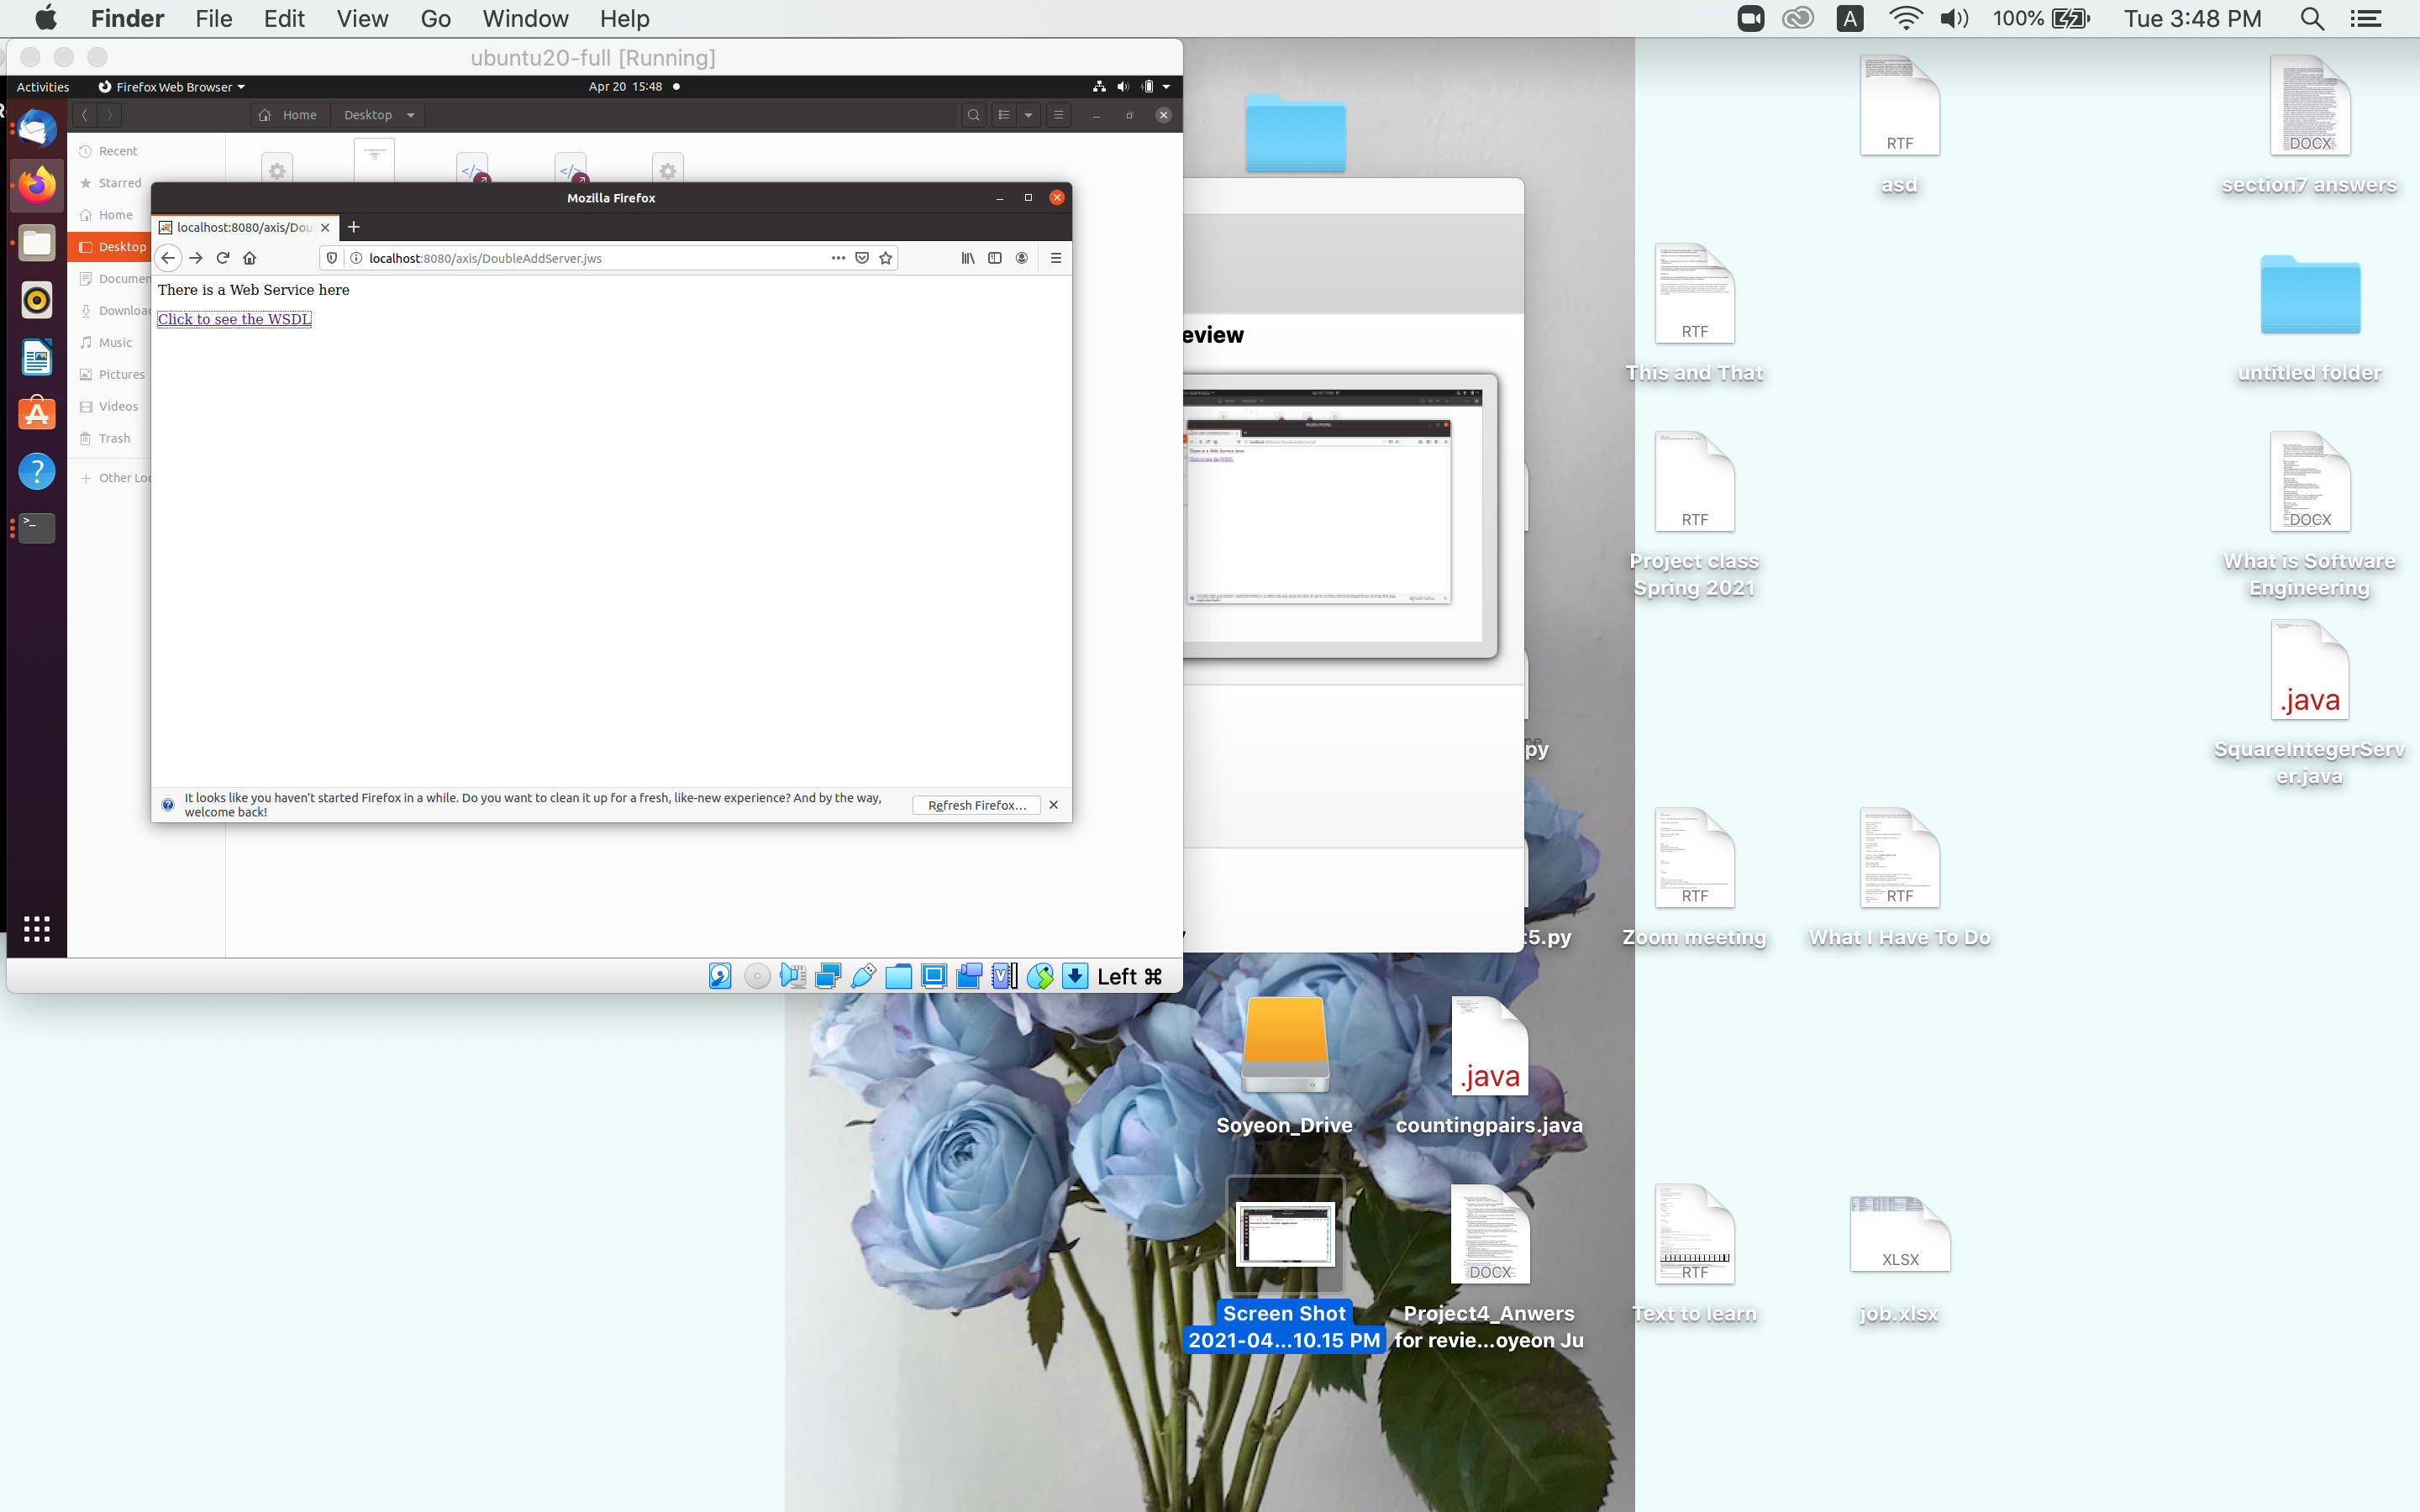 Finder File Edit View Go Window Help
100% Tue 3:48 PM
ubuntu20-full [Running]
Activities Firefox Web Browser Apr 20 15:48
Home Desktop
Recent
Starred
Home
Desktop
Documen
Downloa
Music
Pictures
Videos
Trash
Other Loc
Mozilla Firefox
localhost:8080/axis/Doul
localhost:8080/axis/DoubleAddServer.jws
There is a Web Service here
Click to see the WSDL
It looks like you haven't started Firefox in a while. Do you want to clean it up for a fresh, like-new experience? And by the way,
welcome back!
Refresh Firefox...
Left ⌘
eview
py
t5.py
RTF
asd
DOCX
section7 answers
RTF
This and That
untitled folder
RTF
Project class
Spring 2021
DOCX
What is Software
Engineering
.java
SquareIntegerServ
er.java
RTF
Zoom meeting
RTF
What I Have To Do
Soyeon_Drive
.java
countingpairs.java
Screen Shot
2021-04...10.15 PM
DOCX
Project4_Anwers
for revie...oyeon Ju
RTF
Text to learn
XLSX
job.xlsx